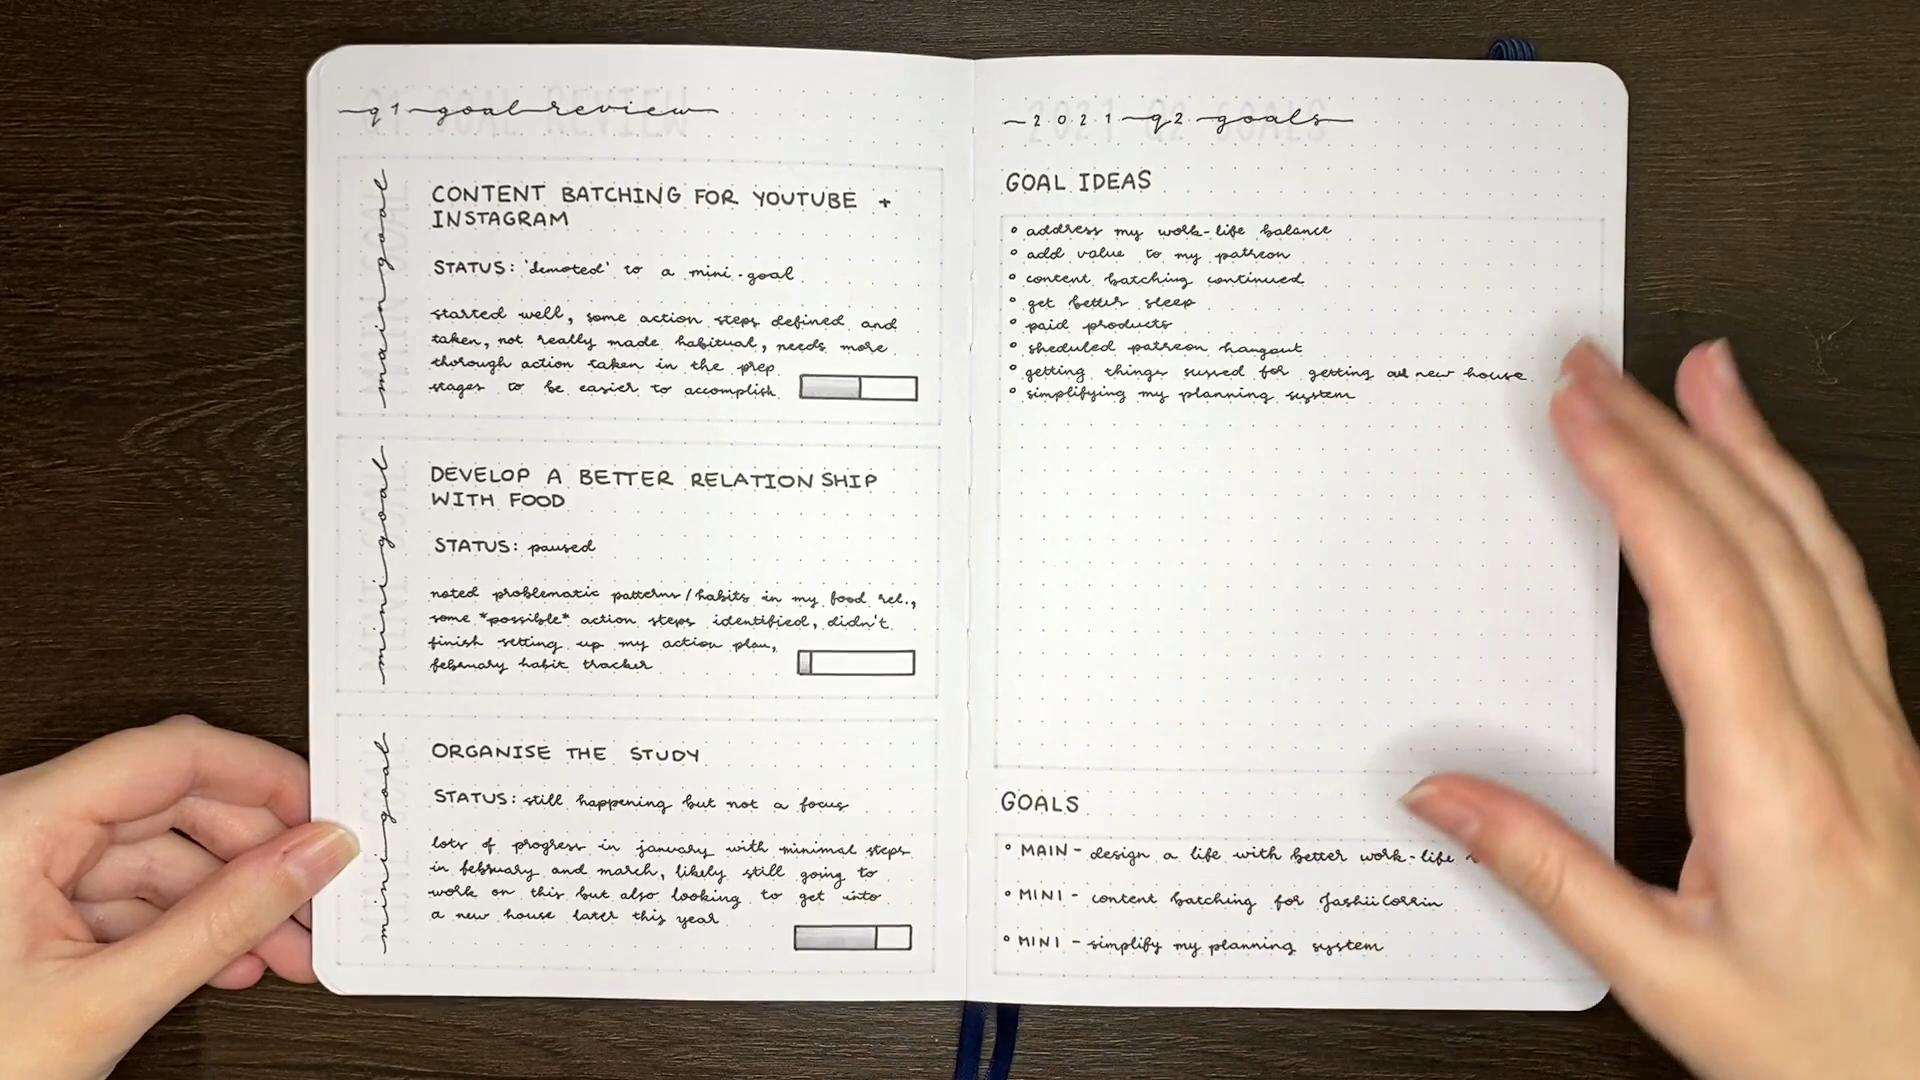 q1 goal review
main goal
CONTENT BATCHING FOR YOUTUBE +
INSTAGRAM
STATUS: 'demoted' to a mini-goal
started well, some action steps defined and
taken, not really made habitual, needs more
thorough action taken in the prep
stages to be easier to accomplish
mini goal
DEVELOP A BETTER RELATIONSHIP
WITH FOOD
STATUS: paused
noted problematic patterns/habits in my food rel.,
some *possible* action steps identified, didn't
finish setting up my action plan,
february habit tracker
mini goal
ORGANISE THE STUDY
STATUS: still happening but not a focus
lots of progress in january with minimal steps
in february and march, likely still going to
work on this but also looking to get into
a new house later this year
2021 q2 goals
GOAL IDEAS
° address my work-life balance
° add value to my patreon
° content batching continued
° get better sleep
° paid products
° sheduled patreon hangout
° getting things sussed for getting new house
° simplifying my planning system
GOALS
° MAIN - design a life with better work-life
° MINI - content batching for JashiiCorrin
° MINI - simplify my planning system